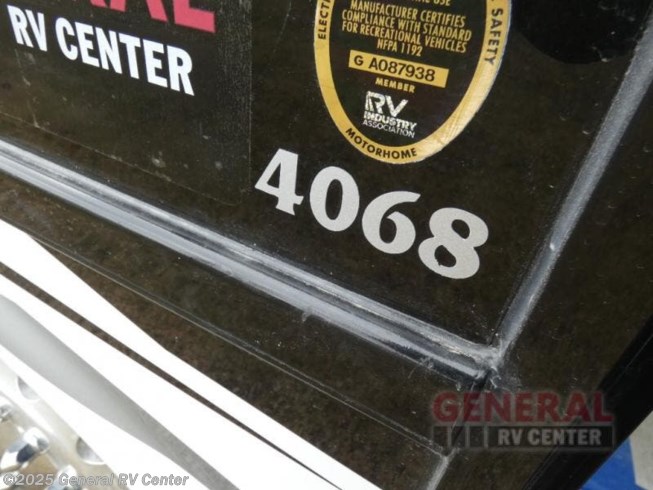 RV CENTER
MANUFACTURER CERTIFIES
COMPLIANCE WITH STANDARD
FOR RECREATIONAL VEHICLES
NFPA 1192
G A087938
MEMBER
RV
INDUSTRY
ASSOCIATION
MOTORHOME
SAFETY
4068
GENERAL
RV CENTER
©2025 General RV Center